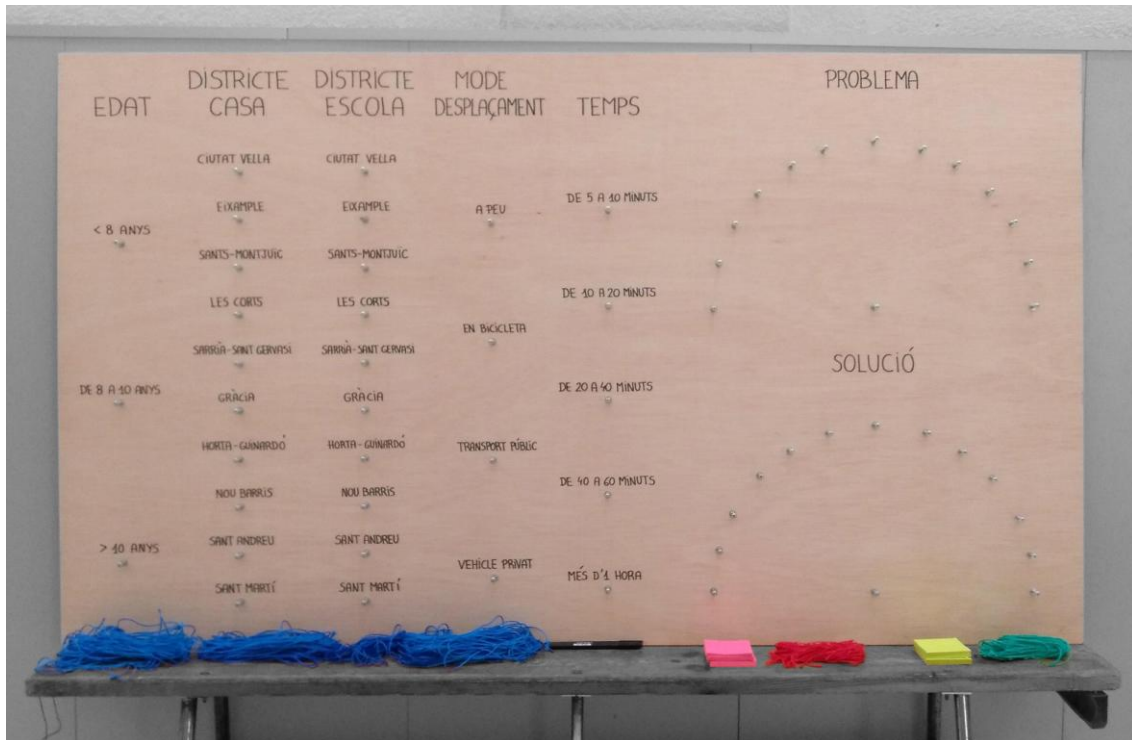 EDAT
< 8 ANYS
DE 8 A 10 ANYS
> 10 ANYS
DISTRICTE
CASA
CIUTAT VELLA
EIXAMPLE
SANTS-MONTJUÏC
LES CORTS
SARRIÀ-SANT GERVASI
GRÀCIA
HORTA-GUINARDÓ
NOU BARRIS
SANT ANDREU
SANT MARTÍ
DISTRICTE
ESCOLA
CIUTAT VELLA
EIXAMPLE
SANTS-MONTJUÏC
LES CORTS
SARRIÀ-SANT GERVASI
GRÀCIA
HORTA-GUINARDÓ
NOU BARRIS
SANT ANDREU
SANT MARTÍ
MODE
DESPLAÇAMENT
A PEU
EN BICICLETA
TRANSPORT PÚBLIC
VEHICLE PRIVAT
TEMPS
DE 5 A 10 MINUTS
DE 10 A 20 MINUTS
DE 20 A 40 MINUTS
DE 40 A 60 MINUTS
MÉS D'1 HORA
PROBLEMA
SOLUCIÓ